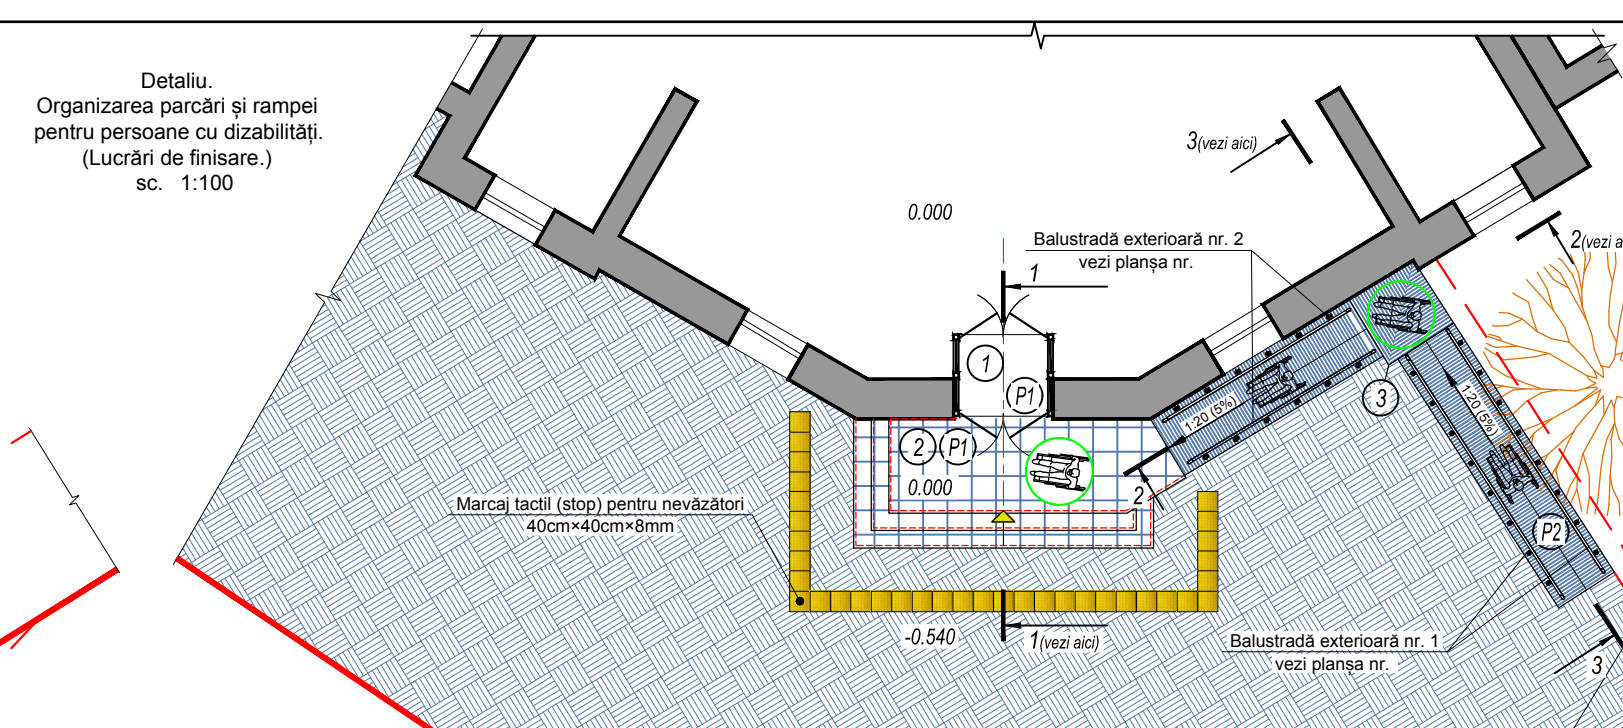 Detaliu.
Organizarea parcări și rampei
pentru persoane cu dizabilități.
(Lucrări de finisare.)
sc. 1:100
3(vezi aici)
0.000
2(vezi a
Balustradă exterioară nr. 2
vezi planșa nr.
1
1
P1
3
1:20 (5%)
1:20 (5%)
2
P1
0.000
2
Marcaj tactil (stop) pentru nevăzători
40cm×40cm×8mm
P2
-0.540
1(vezi aici)
Balustradă exterioară nr. 1
vezi planșa nr.
3